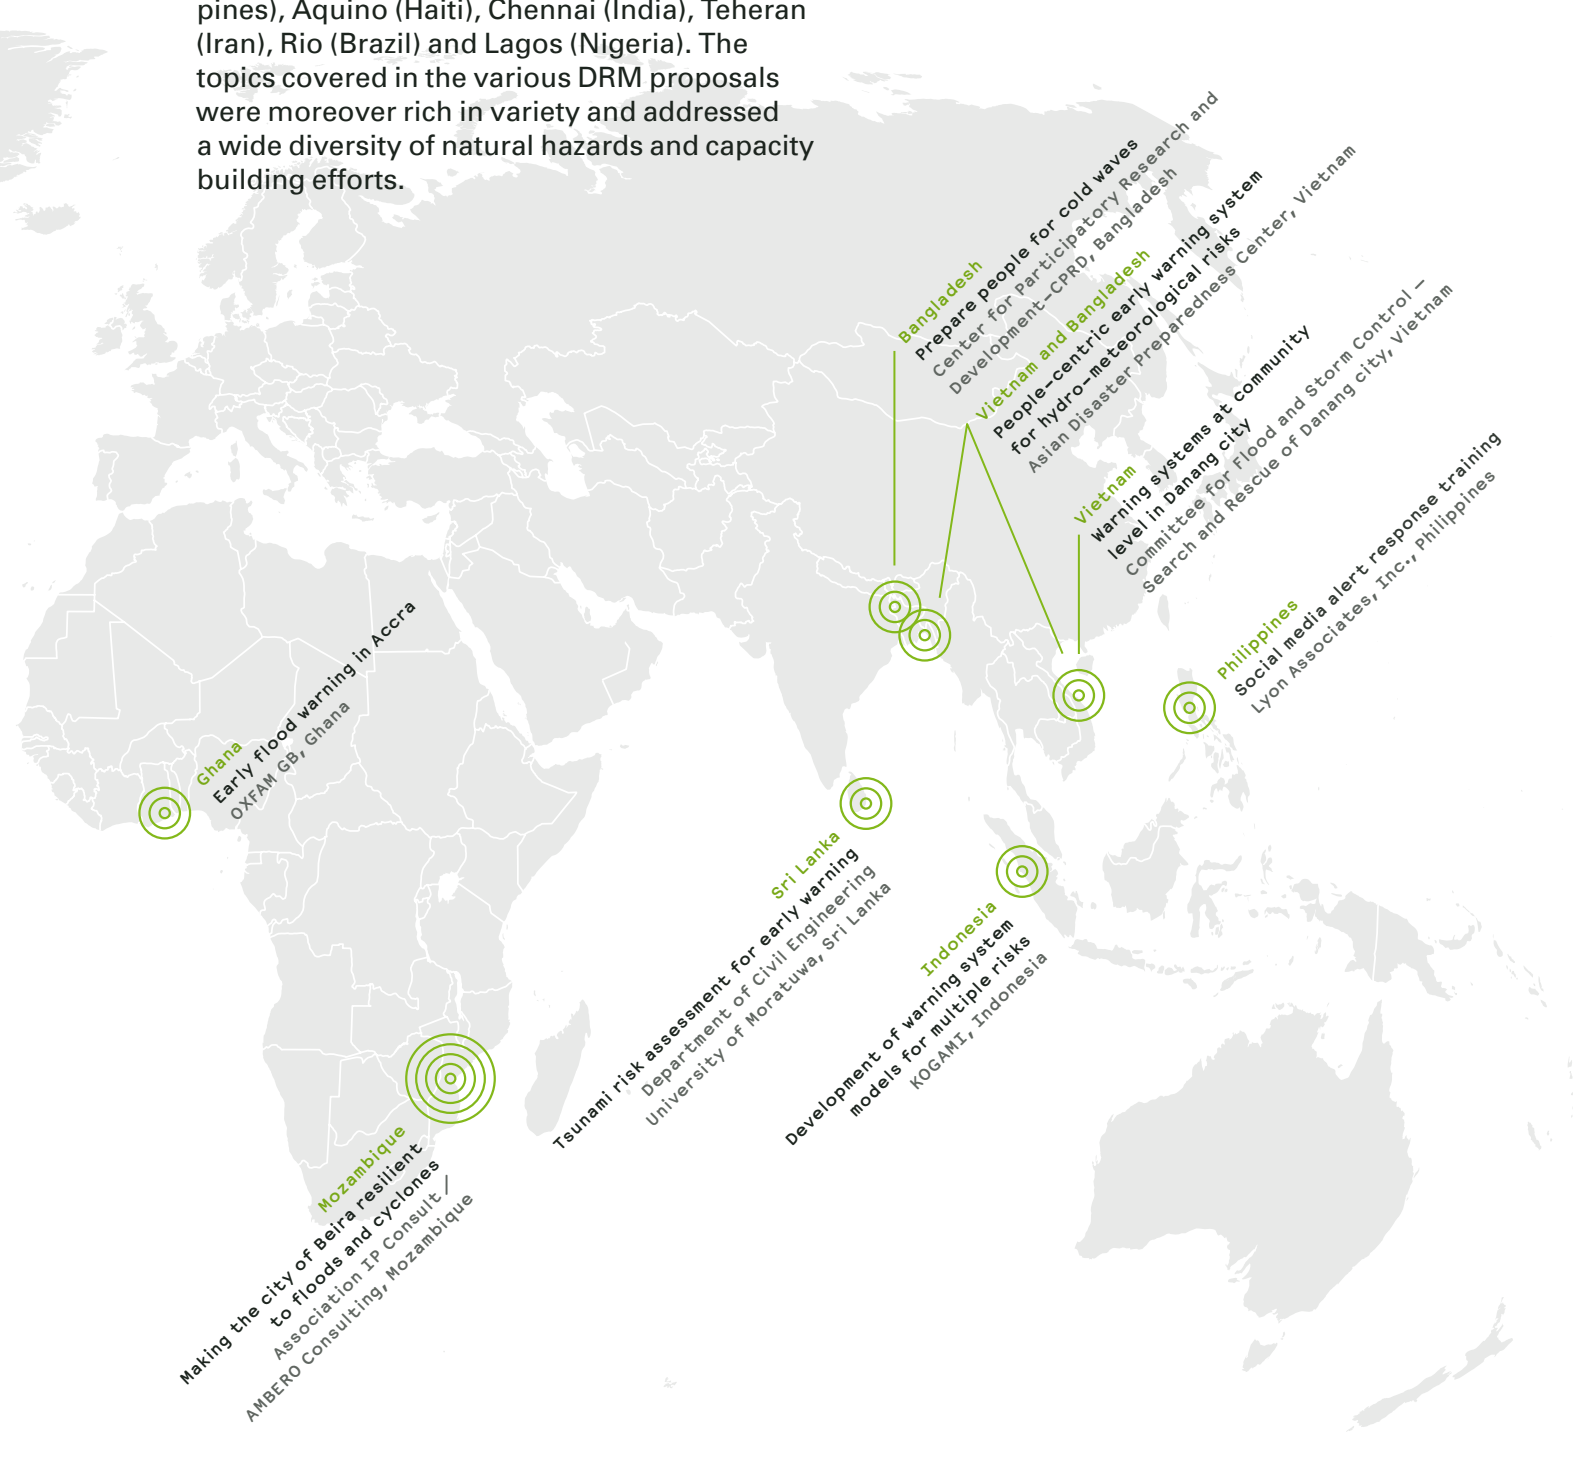 pines), Aquino (Haiti), Chennai (India), Teheran
(Iran), Rio (Brazil) and Lagos (Nigeria). The
topics covered in the various DRM proposals
were moreover rich in variety and addressed
a wide diversity of natural hazards and capacity
building efforts.
Bangladesh
Prepare people for cold waves
Center for Participatory Research and
Development–CPRD, Bangladesh
Vietnam and Bangladesh
People–centric early warning system
for hydro–meteorological risks
Asian Disaster Preparedness Center, Vietnam
Vietnam
Warning systems at community
level in Danang city
Committee for Flood and Storm Control –
Search and Rescue of Danang city, Vietnam
Philippines
Social media alert response training
Lyon Associates, Inc., Philippines
Ghana
Early flood warning in Accra
OXFAM GB, Ghana
Sri Lanka
Tsunami risk assessment for early warning
Department of Civil Engineering
University of Moratuwa, Sri Lanka
Indonesia
Development of warning system
models for multiple risks
KOGAMI, Indonesia
Mozambique
Making the city of Beira resilient
to floods and cyclones
Association IP Consult /
AMBERO Consulting, Mozambique